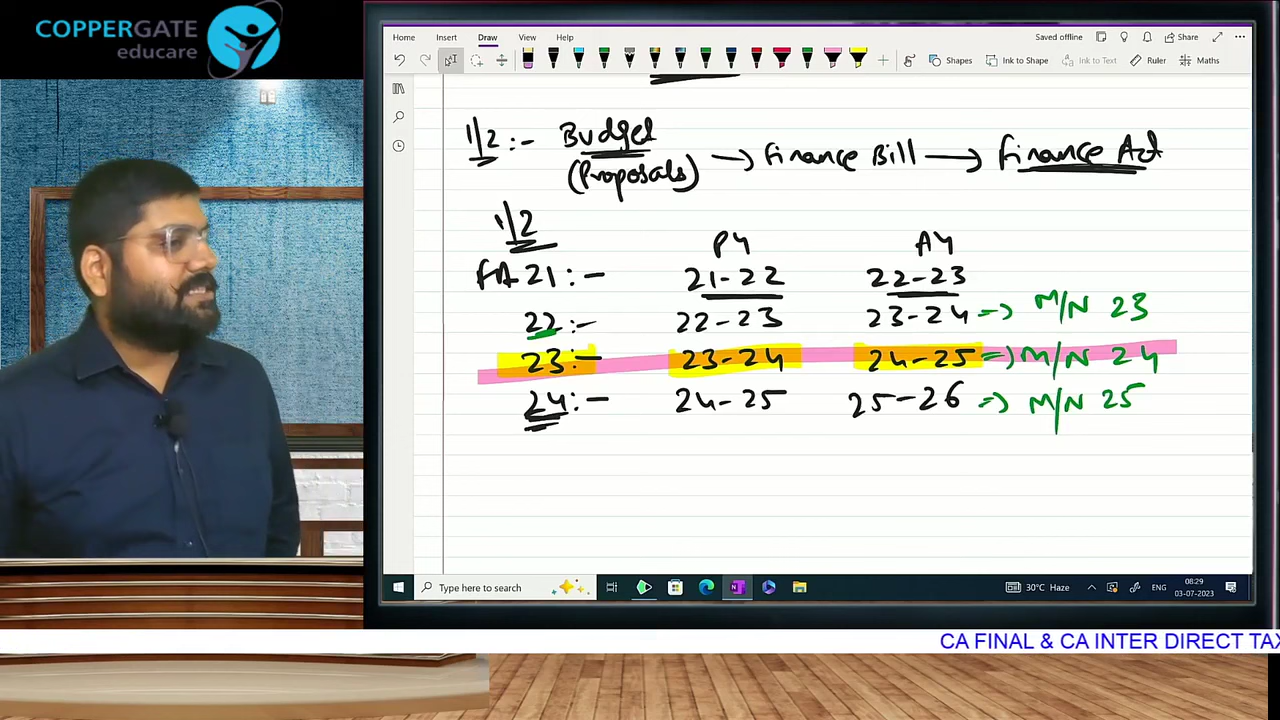 COPPERGATE
educare
Home Insert Draw View Help Saved offline Share
Shapes Ink to Shape Ink to Text Ruler Maths
1/2:- Budget → Finance Bill → Finance Act
(Proposals)
1/2
PY AY
FA 21:- 21-22 22-23
22:- 22-23 23-24 => M/N 23
23:- 23-24 24-25 => M/N 24
24:- 24-25 25-26 => M/N 25
Type here to search 30°C Haze ENG 08:29
03-07-2023
CA FINAL & CA INTER DIRECT TAX